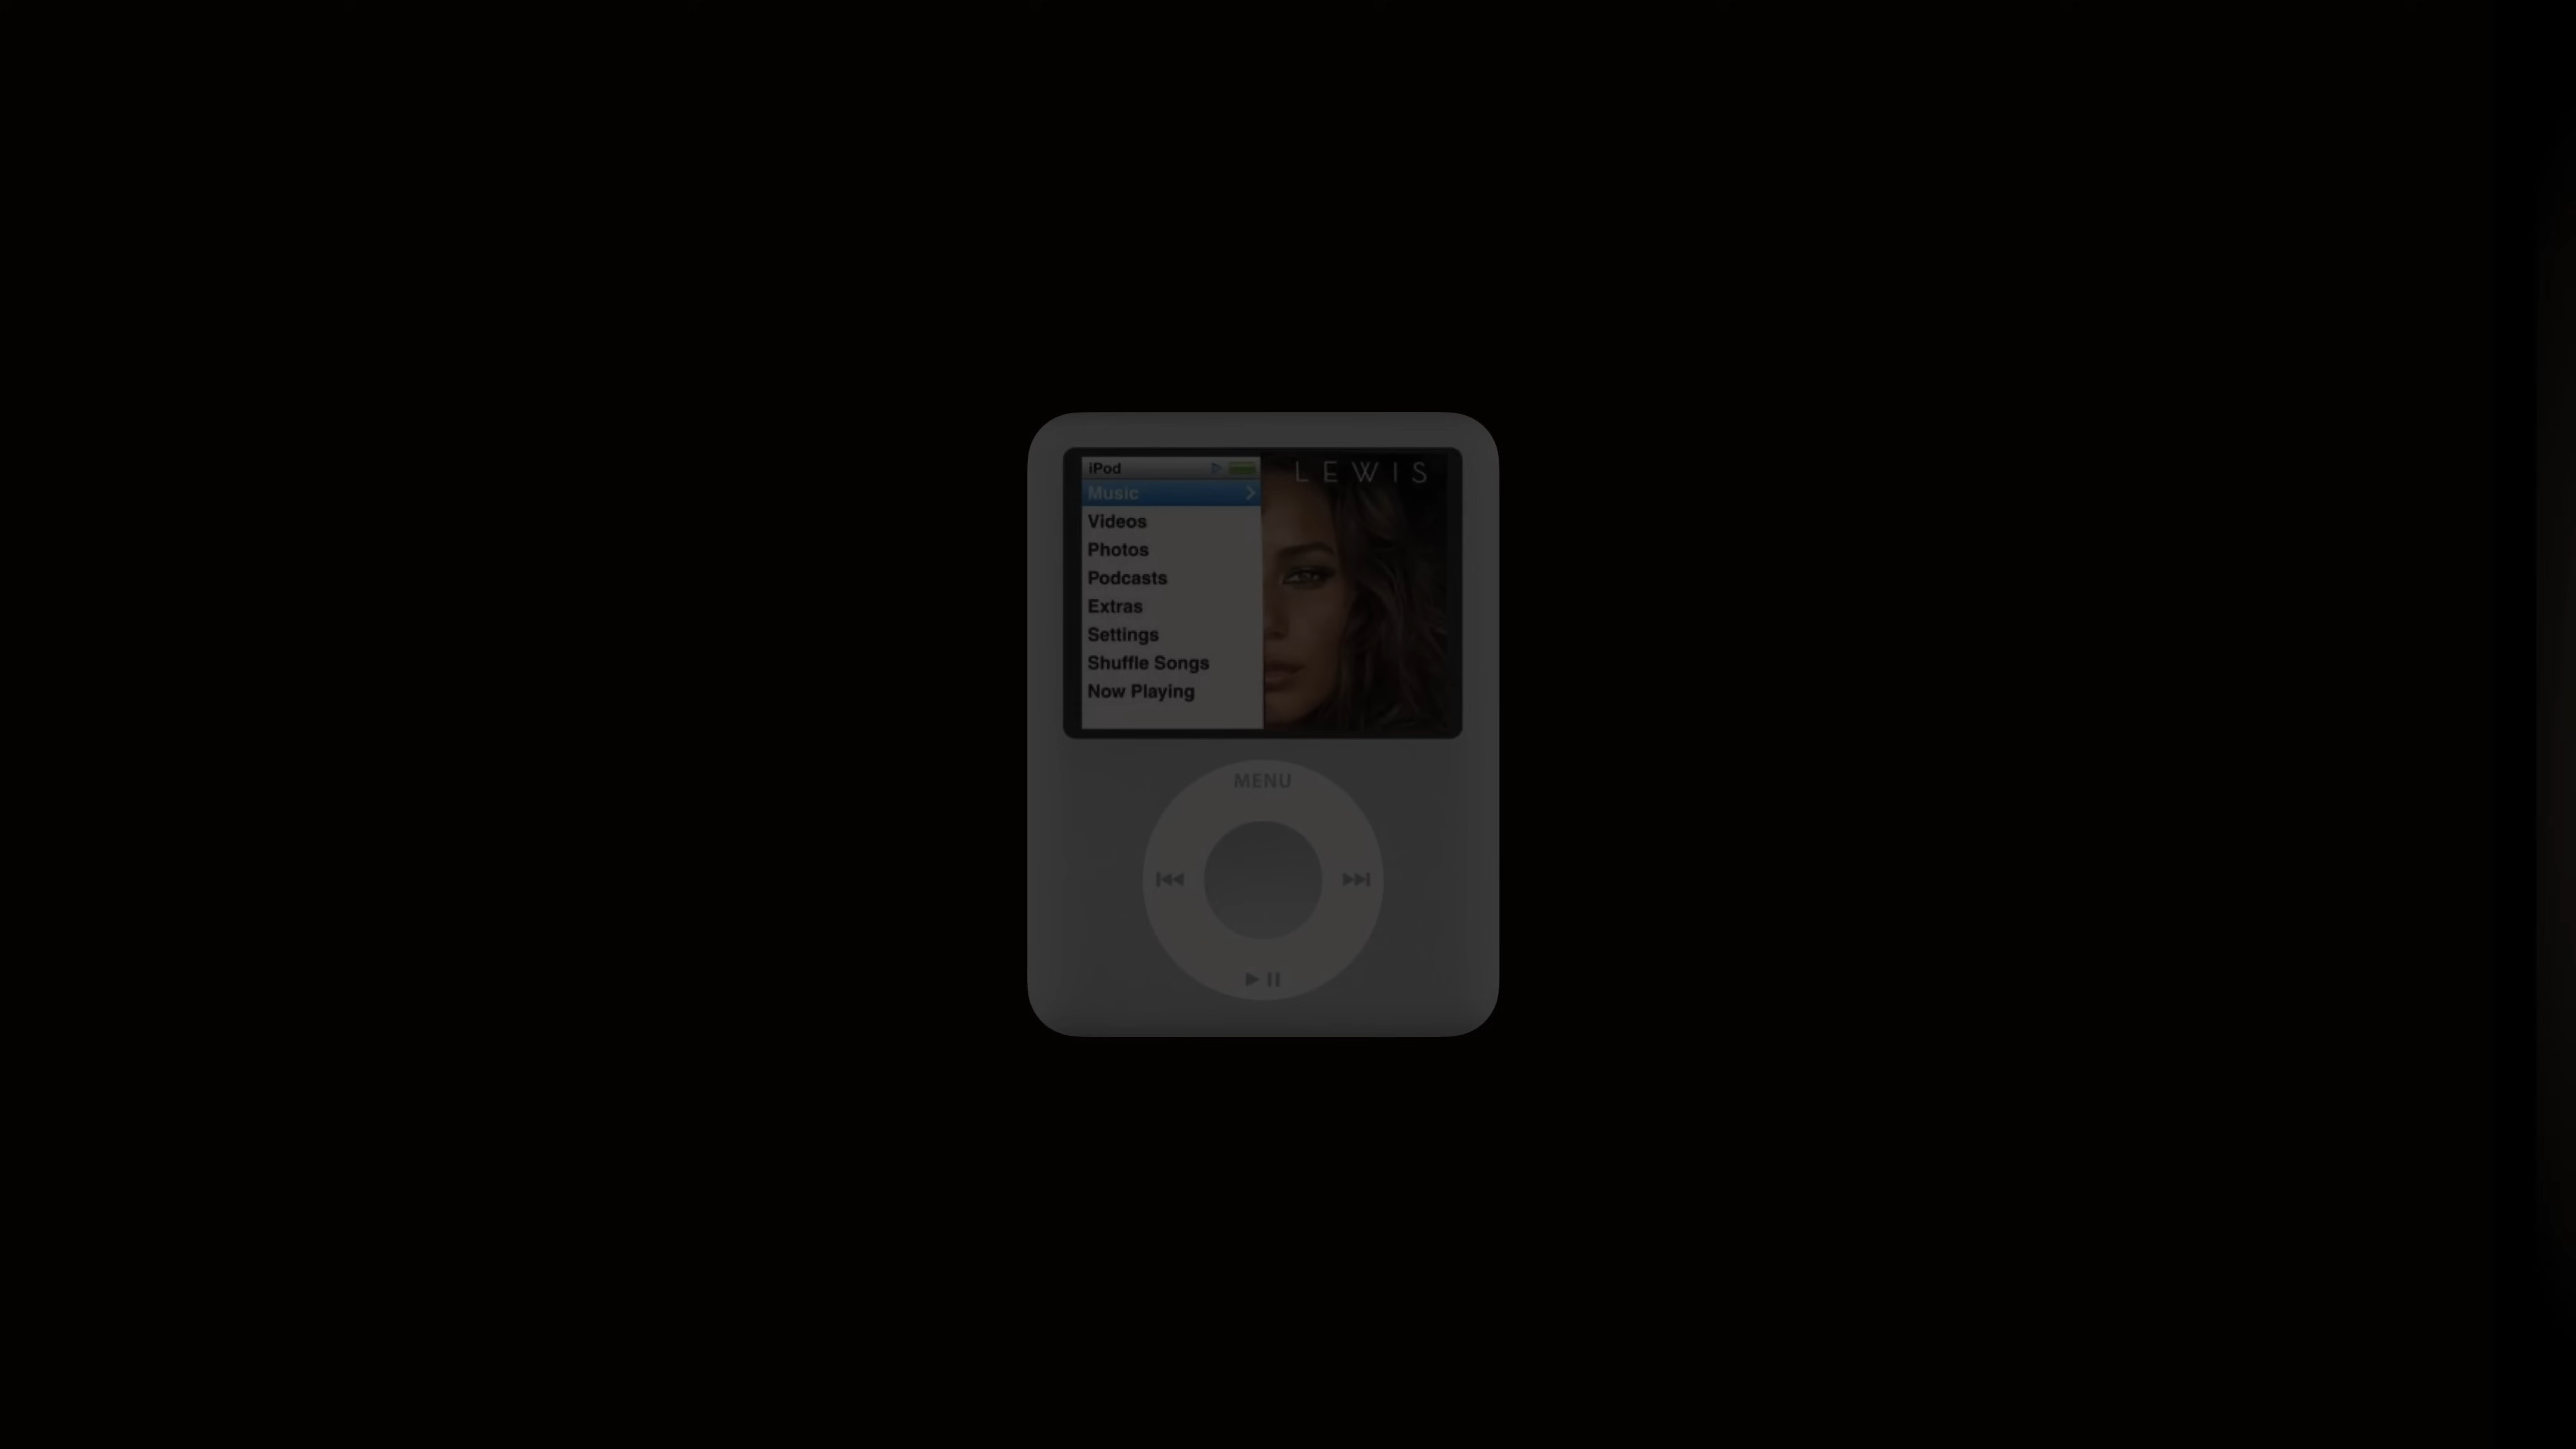 iPod
Music
Videos
Photos
Podcasts
Extras
Settings
Shuffle Songs
Now Playing
LEWIS
MENU